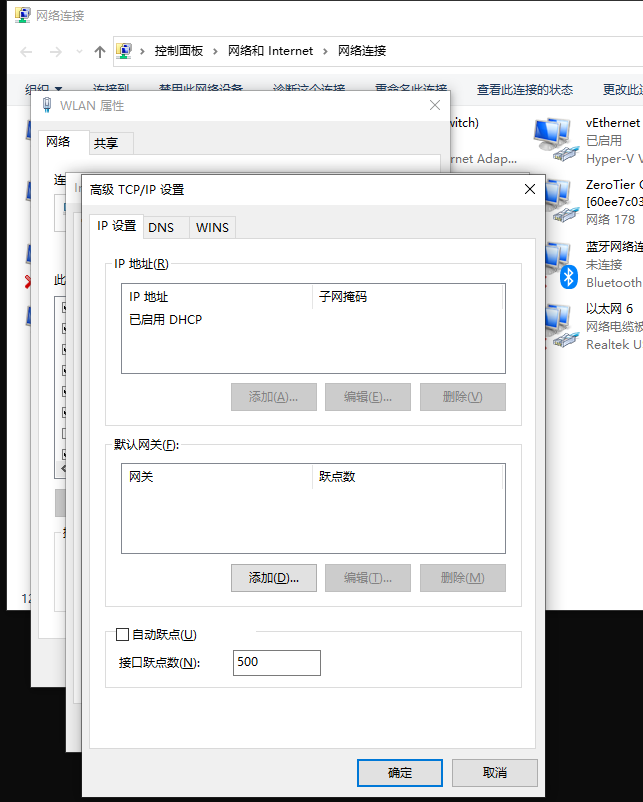 网络连接
控制面板 › 网络和 Internet › 网络连接
组织 连接到 禁用此网络设备 诊断这个连接 重命名此连接 查看此连接的状态 更改此
WLAN 属性
网络
共享
witch)
rnet Adap...
vEthernet
已启用
Hyper-V V
ZeroTier
[60ee7c03
网络 178
蓝牙网络连
未连接
Bluetooth
以太网 6
网络电缆被
Realtek U
高级 TCP/IP 设置
IP 设置
DNS
WINS
IP 地址(R)
IP 地址 子网掩码
已启用 DHCP
添加(A)... 编辑(E)... 删除(V)
默认网关(F):
网关 跃点数
添加(D)... 编辑(T)... 删除(M)
自动跃点(U)
接口跃点数(N): 500
确定 取消